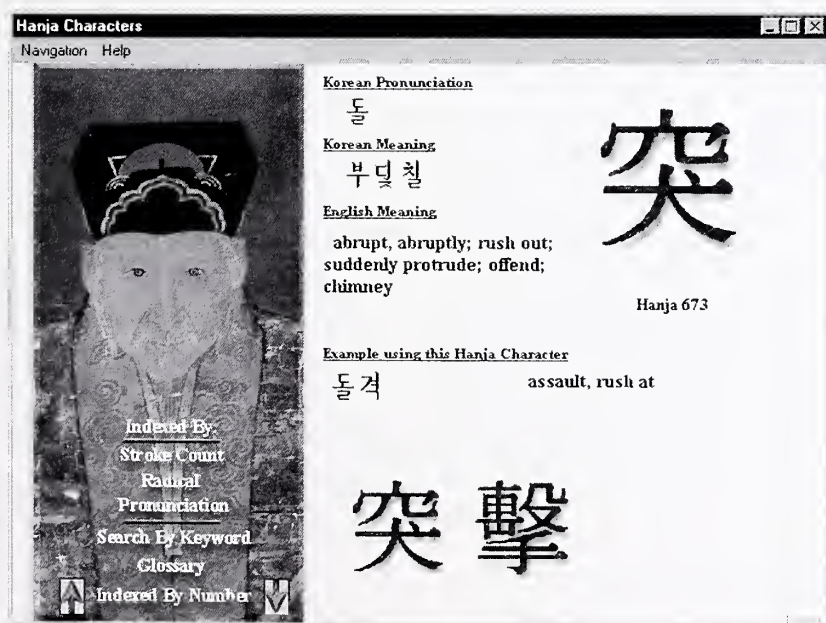 Hanja Characters
Navigation Help
Korean Pronunciation
돌
Korean Meaning
부딪칠
English Meaning
abrupt, abruptly; rush out;
suddenly protrude; offend;
chimney
突
Hanja 673
Example using this Hanja Character
돌격
assault, rush at
突擊
Indexed By:
Stroke Count
Radical
Pronunciation
Search By Keyword
Glossary
Indexed By Number